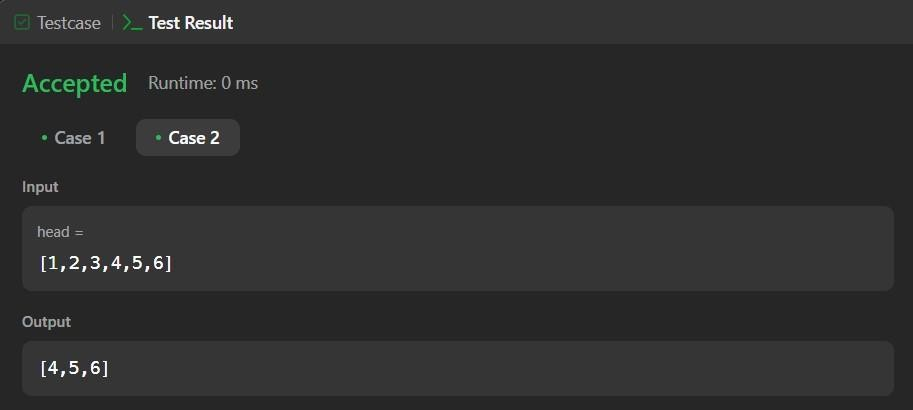 Testcase Test Result
Accepted Runtime: 0 ms
Case 1 Case 2
Input
head =
[1,2,3,4,5,6]
Output
[4,5,6]